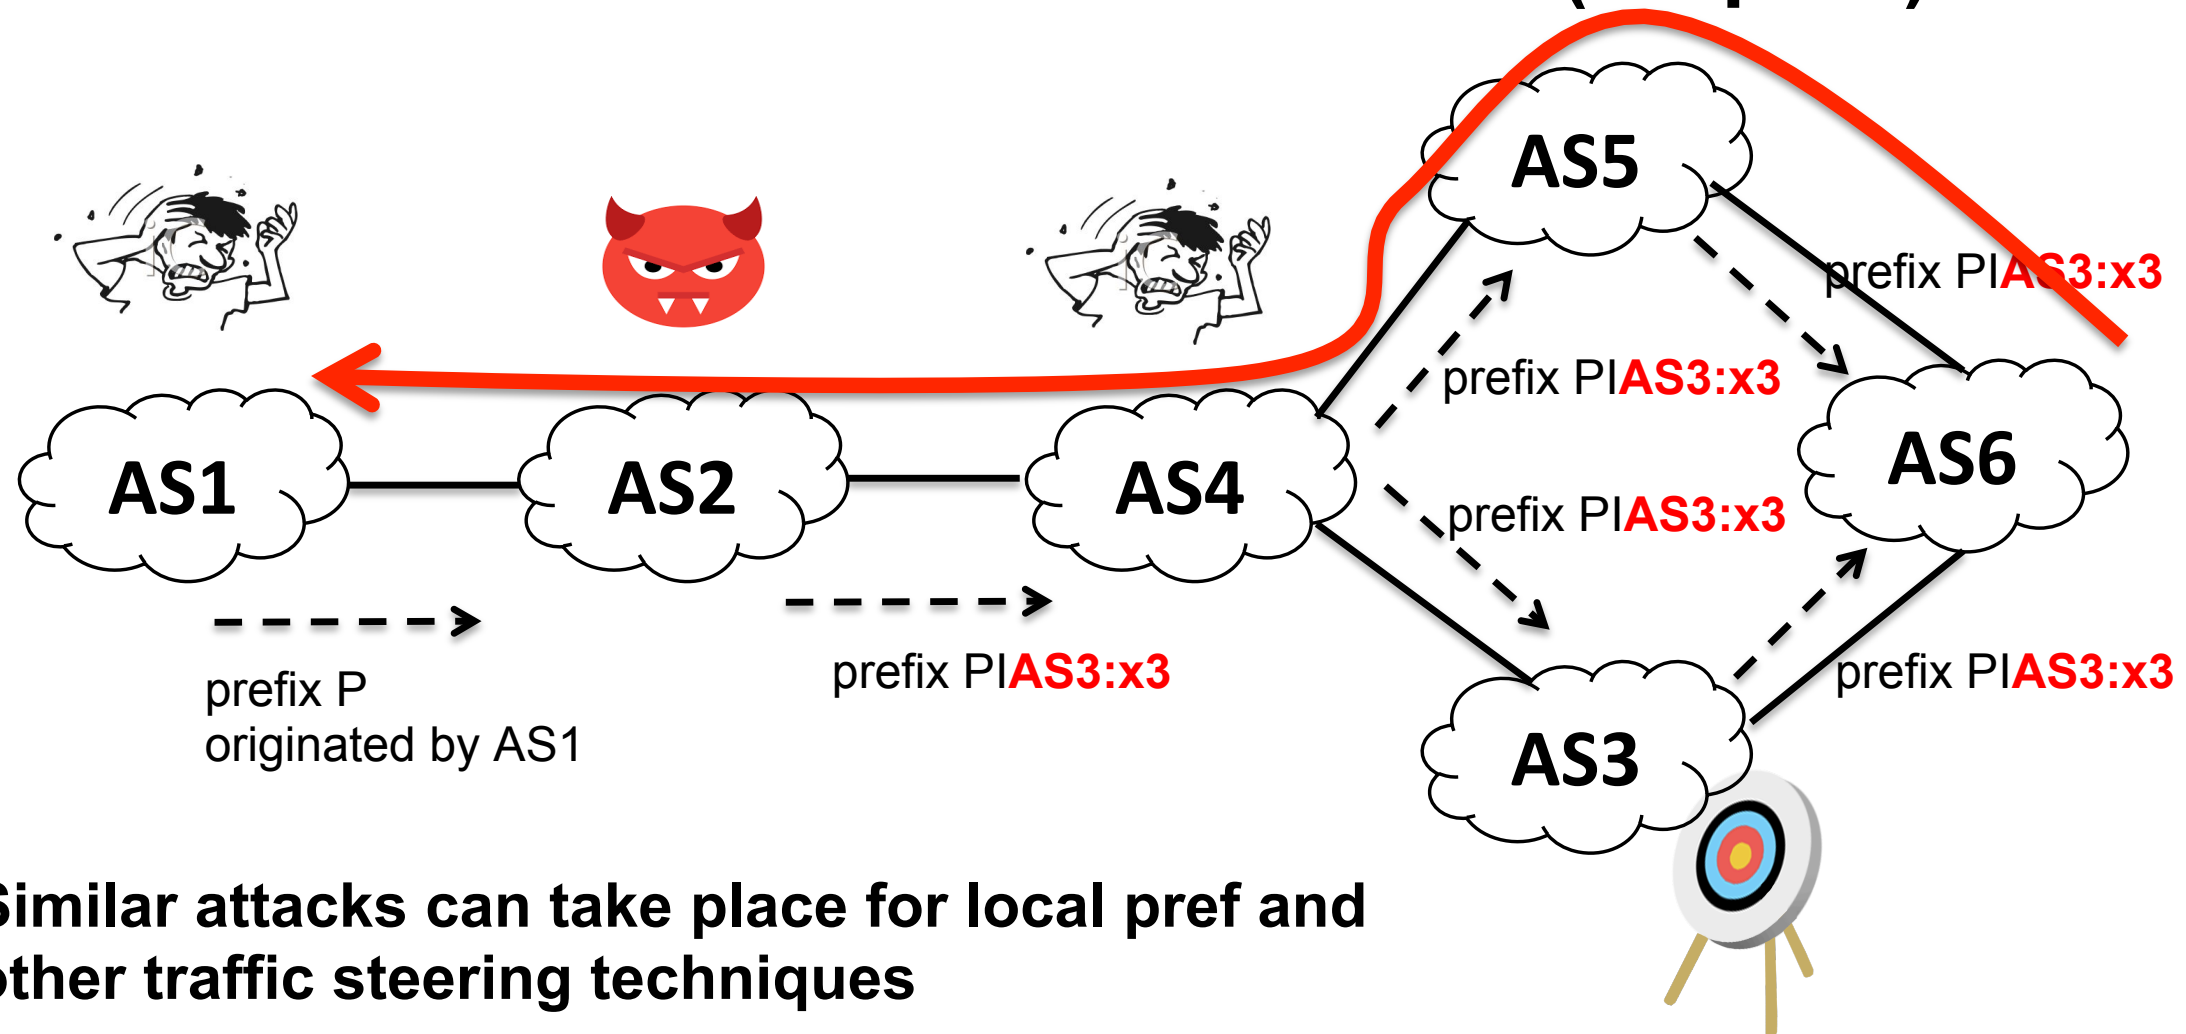 AS5
prefix PIAS3:x3
prefix PIAS3:x3
AS1
AS2
AS4
AS6
prefix PIAS3:x3
prefix P
originated by AS1
prefix PIAS3:x3
prefix PIAS3:x3
AS3
Similar attacks can take place for local pref and
other traffic steering techniques